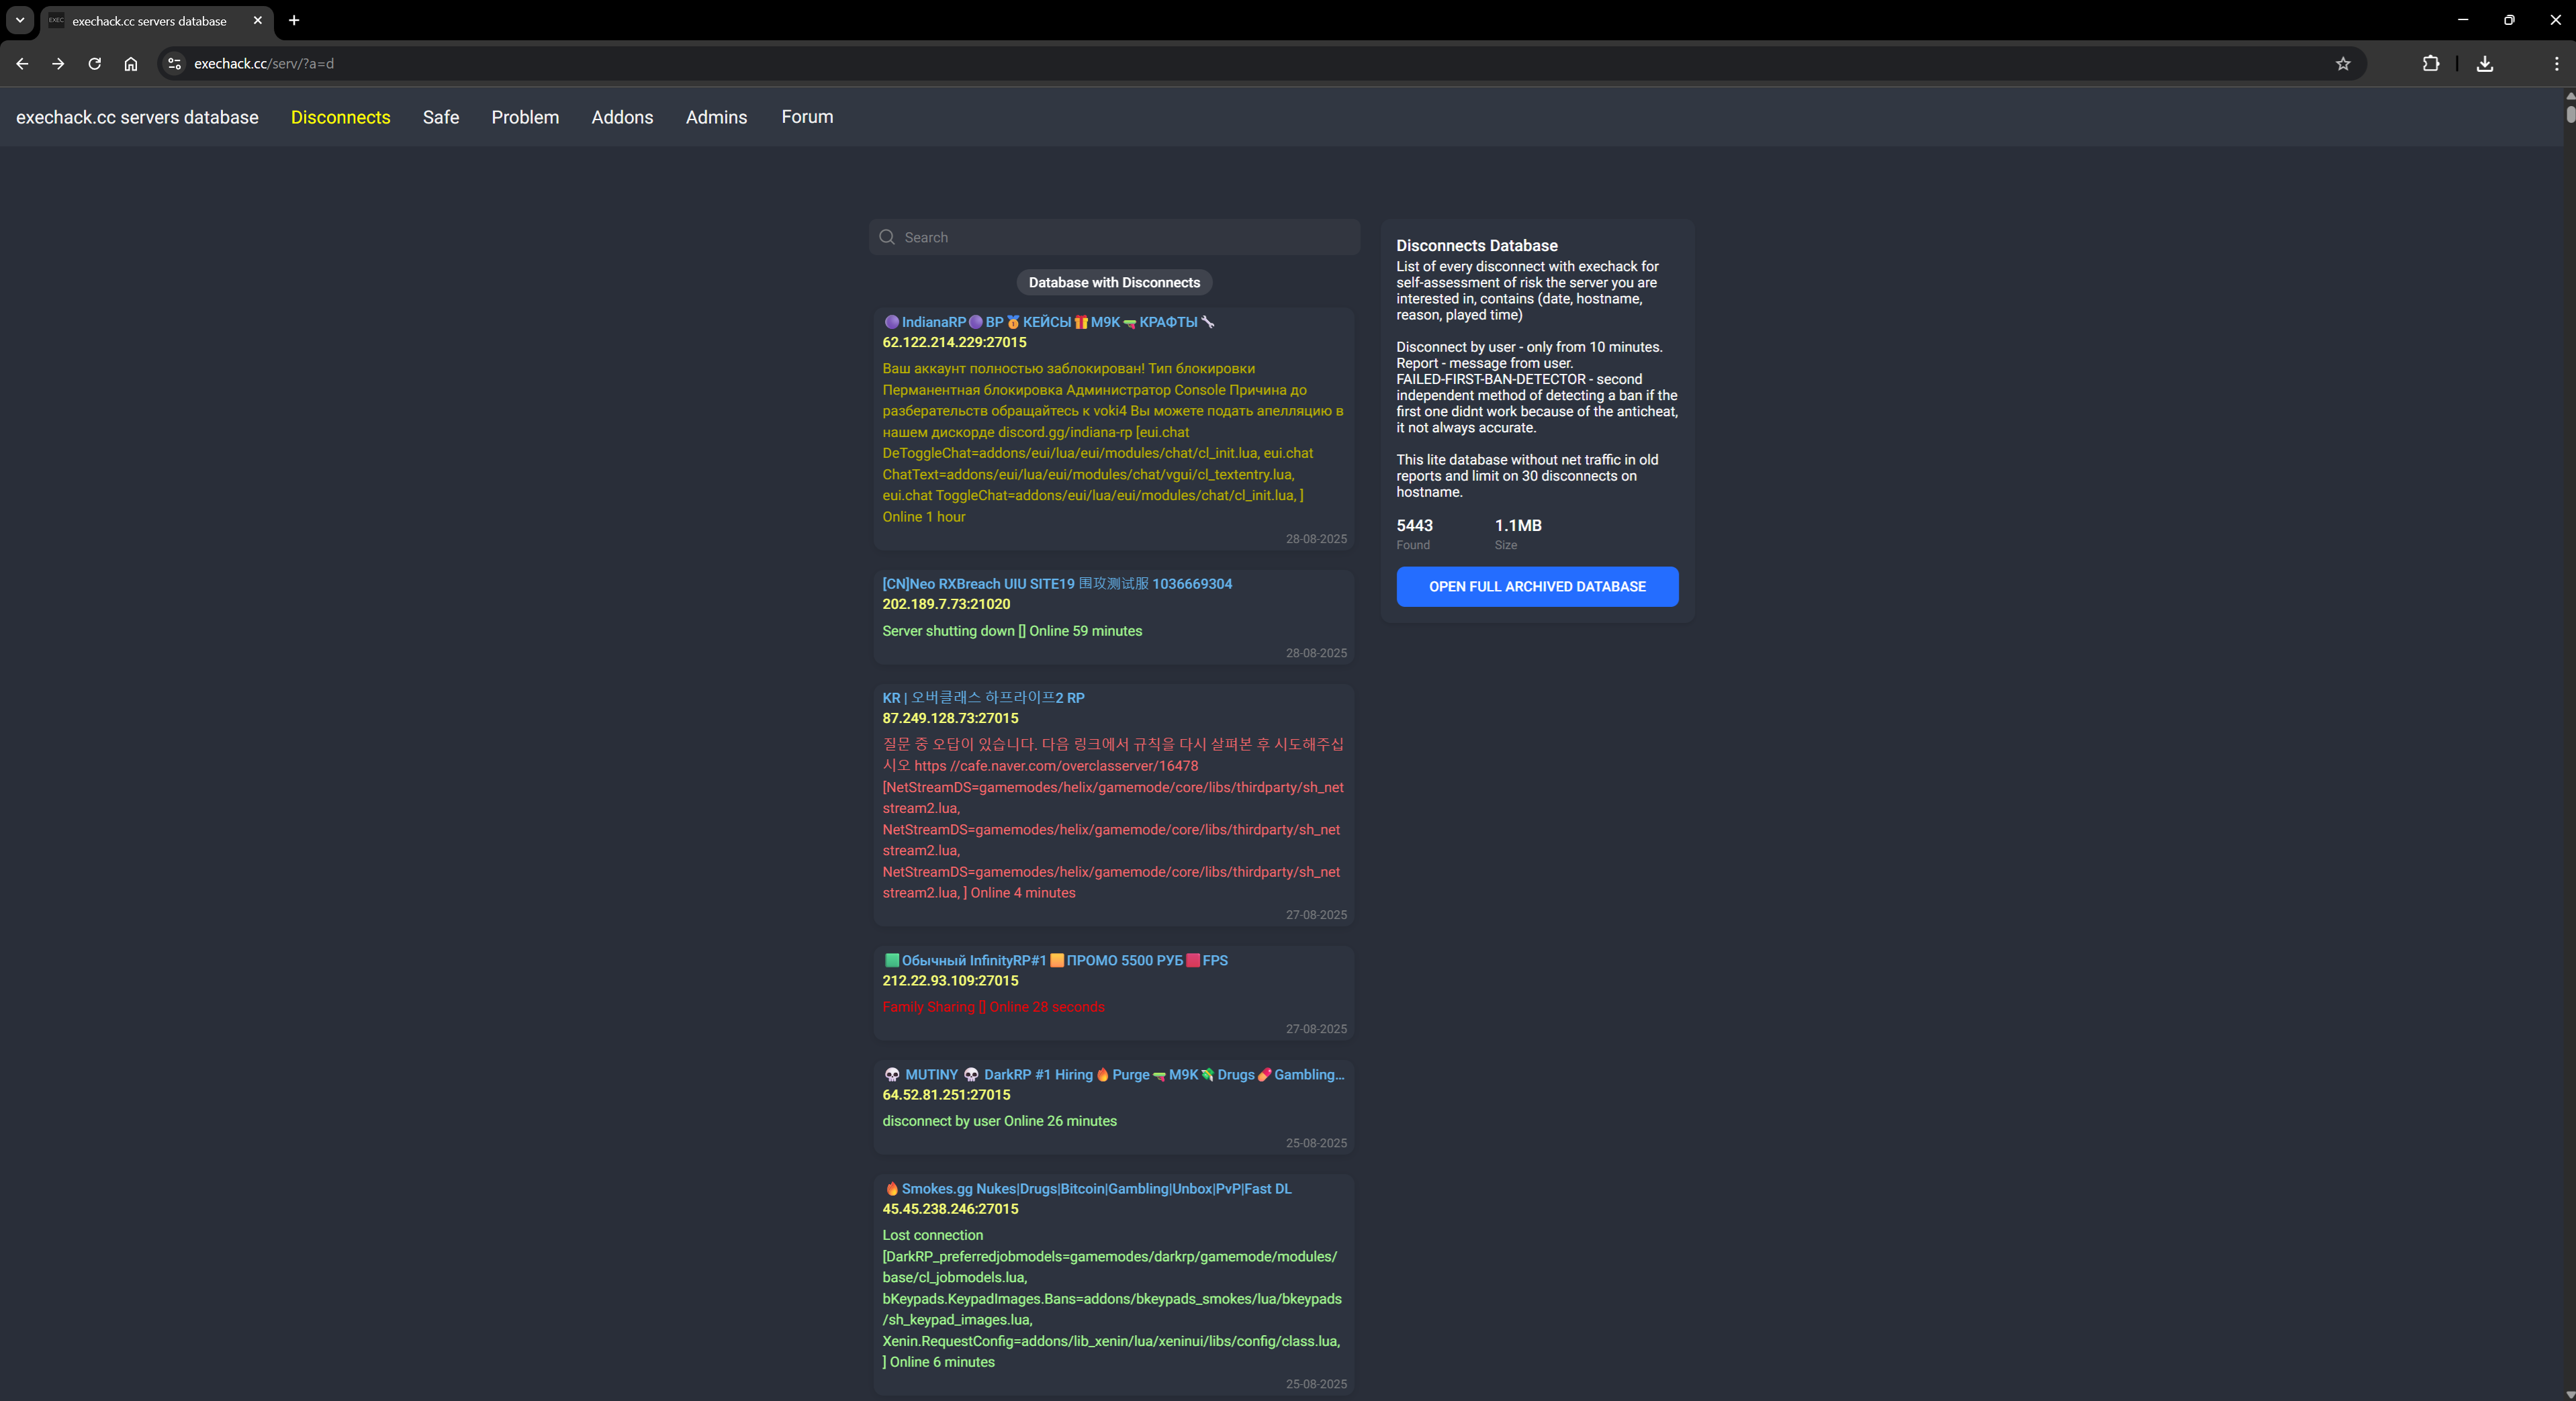 EXEC
exechack.cc servers database
exechack.cc/serv/?a=d
exechack.cc servers database
Disconnects
Safe
Problem
Addons
Admins
Forum
Search
Database with Disconnects
IndianaRP🟣BP🥇КЕЙСЫ🎁M9K🔫КРАФТЫ🔧
62.122.214.229:27015
Ваш аккаунт полностью заблокирован! Тип блокировки
Перманентная блокировка Администратор Console Причина до
разберательств обращайтесь к voki4 Вы можете подать апелляцию в
нашем дискорде discord.gg/indiana-rp [eui.chat
DeToggleChat=addons/eui/lua/eui/modules/chat/cl_init.lua, eui.chat
ChatText=addons/eui/lua/eui/modules/chat/vgui/cl_textentry.lua,
eui.chat ToggleChat=addons/eui/lua/eui/modules/chat/cl_init.lua, ]
Online 1 hour
28-08-2025
[CN]Neo RXBreach UIU SITE19 围攻测试服 1036669304
202.189.7.73:21020
Server shutting down [] Online 59 minutes
28-08-2025
KR | 오버클래스 하프라이프2 RP
87.249.128.73:27015
질문 중 오답이 있습니다. 다음 링크에서 규칙을 다시 살펴본 후 시도해주십
시오 https //cafe.naver.com/overclasserver/16478
[NetStreamDS=gamemodes/helix/gamemode/core/libs/thirdparty/sh_net
stream2.lua,
NetStreamDS=gamemodes/helix/gamemode/core/libs/thirdparty/sh_net
stream2.lua,
NetStreamDS=gamemodes/helix/gamemode/core/libs/thirdparty/sh_net
stream2.lua, ] Online 4 minutes
27-08-2025
🟩Обычный InfinityRP#1🟧ПРОМО 5500 РУБ🟥FPS
212.22.93.109:27015
Family Sharing [] Online 28 seconds
27-08-2025
💀 MUTINY 💀 DarkRP #1 Hiring🔥Purge🔫M9K💸Drugs💊Gambling...
64.52.81.251:27015
disconnect by user Online 26 minutes
25-08-2025
🔥Smokes.gg Nukes|Drugs|Bitcoin|Gambling|Unbox|PvP|Fast DL
45.45.238.246:27015
Lost connection
[DarkRP_preferredjobmodels=gamemodes/darkrp/gamemode/modules/
base/cl_jobmodels.lua,
bKeypads.KeypadImages.Bans=addons/bkeypads_smokes/lua/bkeypads
/sh_keypad_images.lua,
Xenin.RequestConfig=addons/lib_xenin/lua/xeninui/libs/config/class.lua,
] Online 6 minutes
25-08-2025
Disconnects Database
List of every disconnect with exechack for
self-assessment of risk the server you are
interested in, contains (date, hostname,
reason, played time)
Disconnect by user - only from 10 minutes.
Report - message from user.
FAILED-FIRST-BAN-DETECTOR - second
independent method of detecting a ban if the
first one didnt work because of the anticheat,
it not always accurate.
This lite database without net traffic in old
reports and limit on 30 disconnects on
hostname.
5443
Found
1.1MB
Size
OPEN FULL ARCHIVED DATABASE